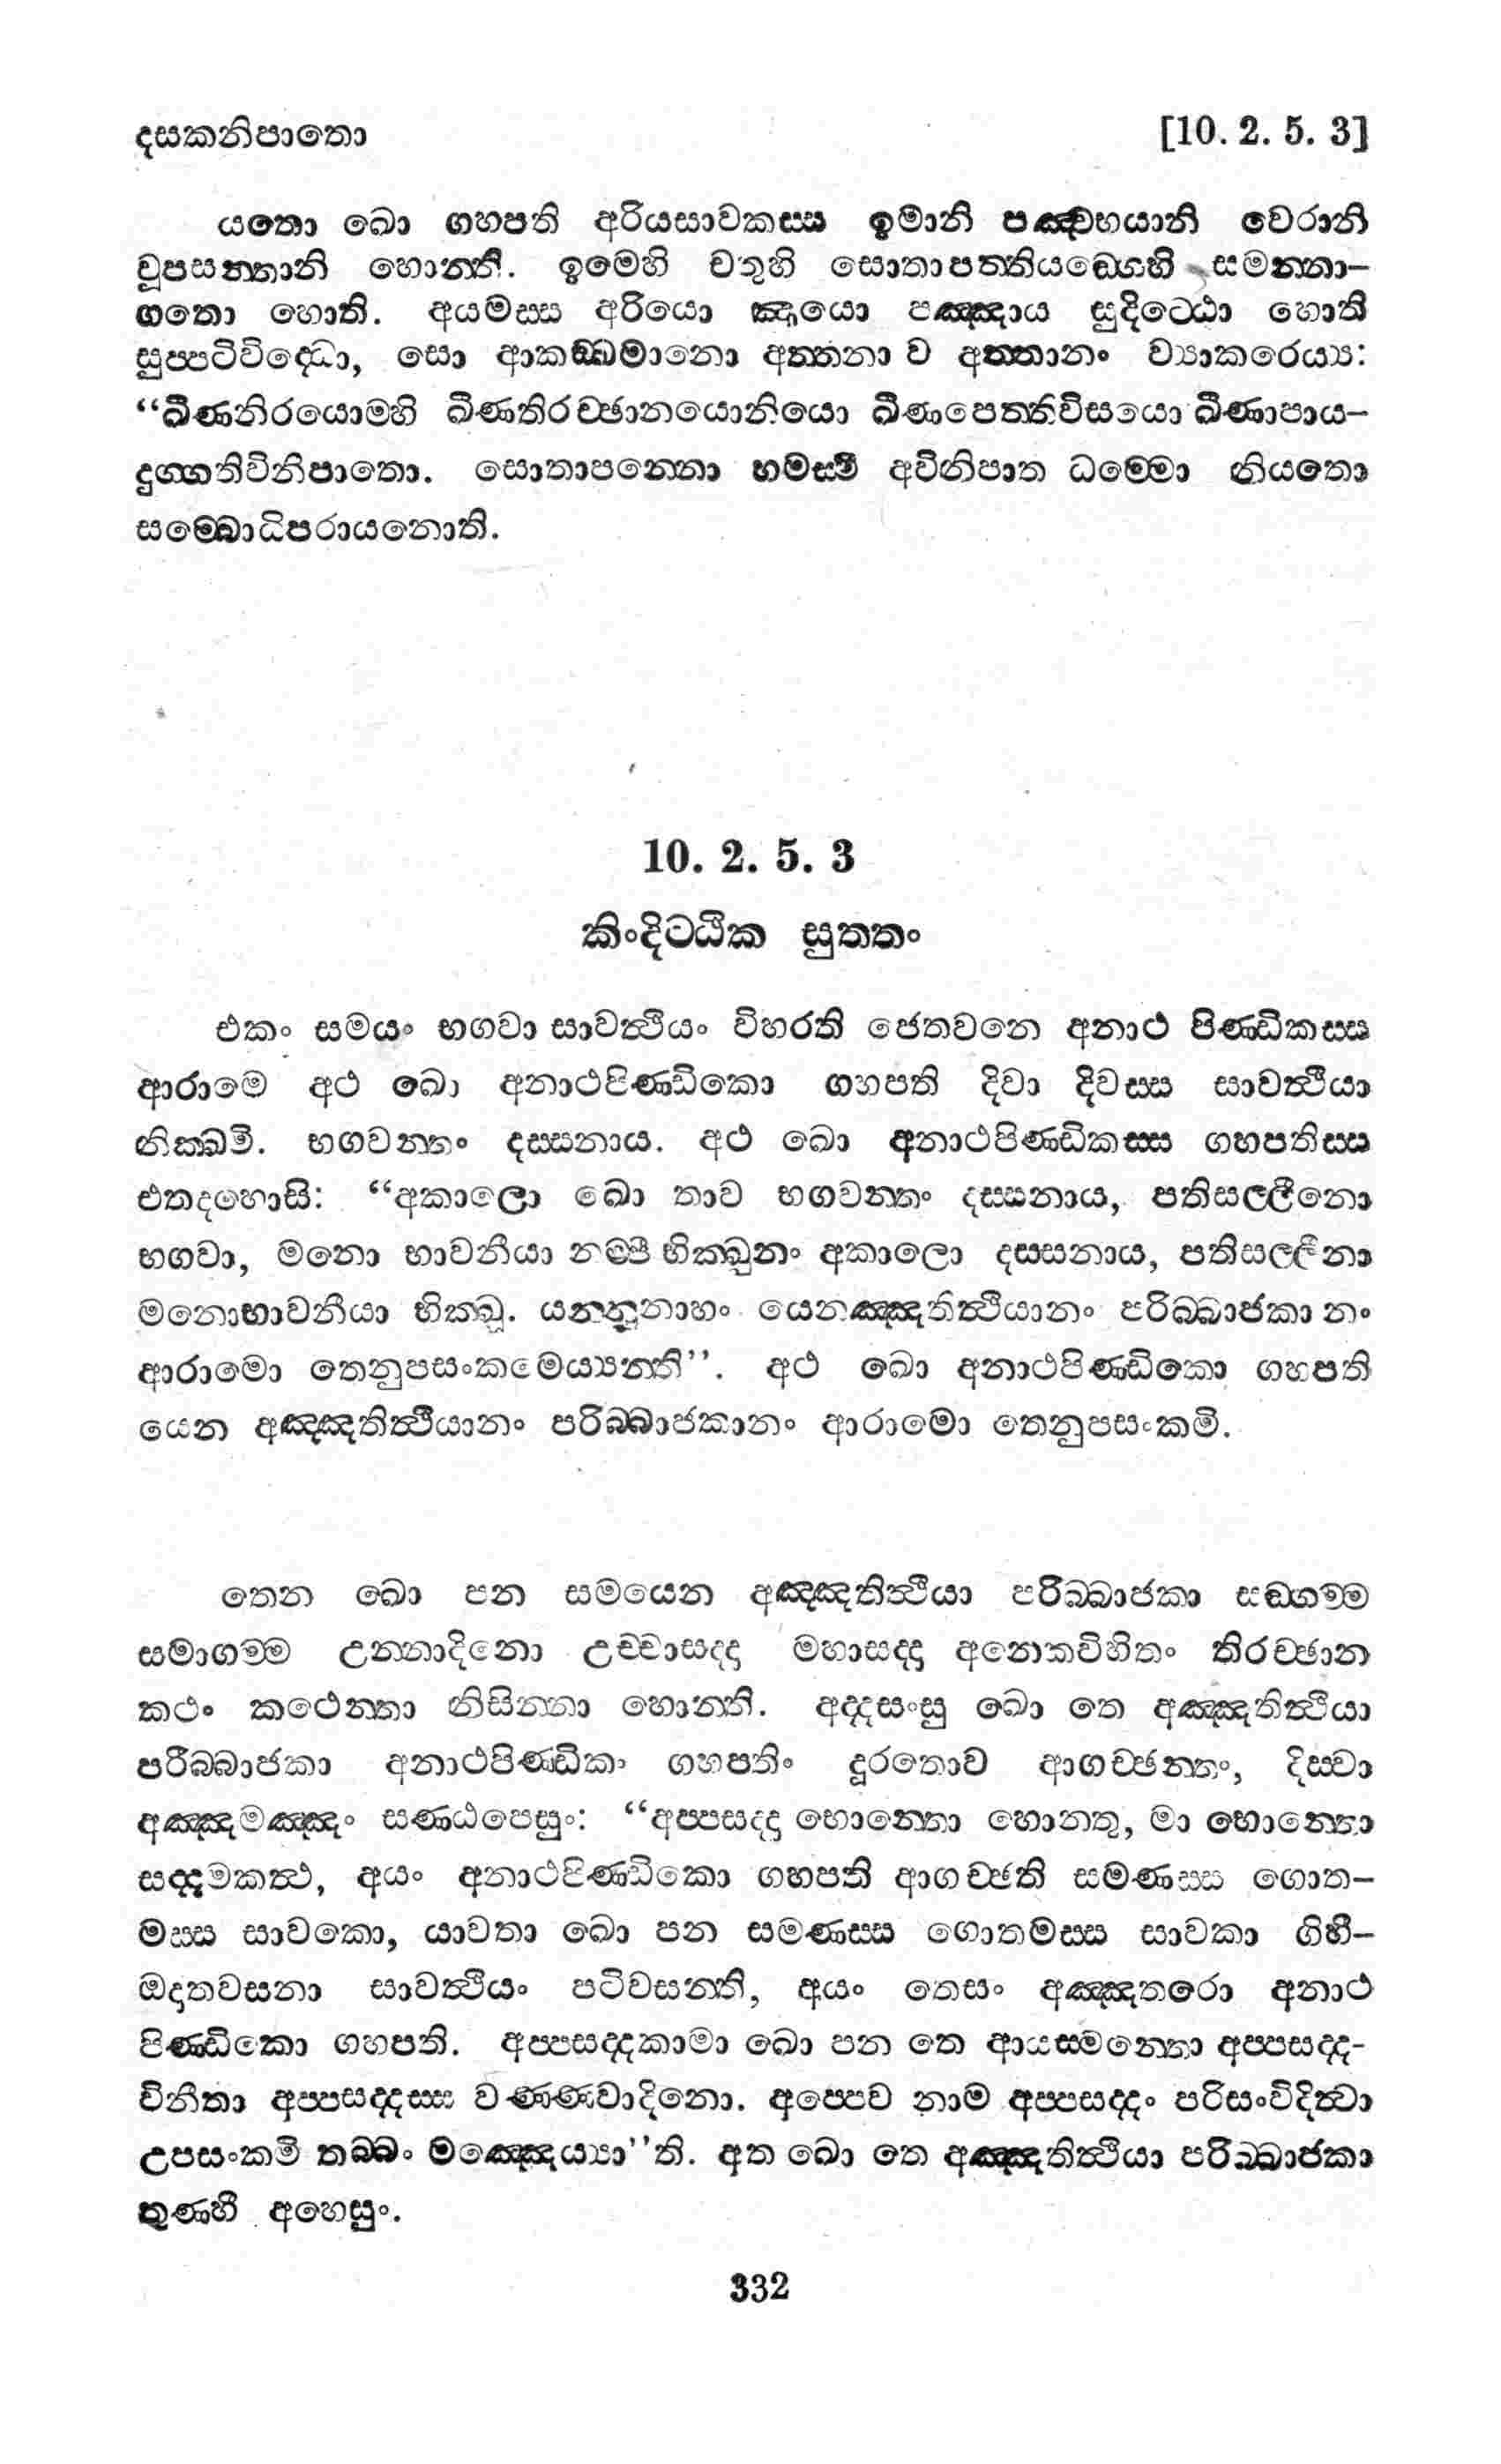 දසකනිපාතො [10. 2. 5. 3]
යතො ඛො ගහපති අරියසාවකස්ස ඉමානි පඤ්චභයානි වෙරානි
වූපසන්තානි හොන්ති. ඉමෙහි චතුහි සොතාපත්තියඞ්ගෙහි සමන්නා-
ගතො හොති. අයමස්ස අරියො ඤායො පඤ්ඤාය සුදිට්ඨො හොති
සුප්පටිවිද්ධො, සො ආකඞ්ඛමානො අත්තනා ව අත්තානං ව්‍යාකරෙය්‍ය:
“ඛීණනිරයොම්හි ඛීණතිරච්ඡානයොනියො ඛීණපෙත්තිවිසයො ඛීණාපාය-
දුග්ගතිවිනිපාතො. සොතාපන්නො හමස්මි අවිනිපාත ධම්මො නියතො
සම්බොධිපරායනොති.
10. 2. 5. 3
කිංදිට්ඨික සුත්තං
එකං සමයං භගවා සාවත්ථියං විහරති ජෙතවනෙ අනාථ පිණ්ඩිකස්ස
ආරාමෙ අථ ඛො අනාථපිණ්ඩිකො ගහපති දිවා දිවස්ස සාවත්ථියා
නික්ඛමි. භගවන්තං දස්සනාය. අථ ඛො අනාථපිණ්ඩිකස්ස ගහපතිස්ස
එතදහොසි: “අකාලො ඛො තාව භගවන්තං දස්සනාය, පතිසල්ලීනො
භගවා, මනො භාවනීයා නම්පි භික්ඛුනං අකාලො දස්සනාය, පතිසල්ලීනා
මනොභාවනීයා භික්ඛූ. යන්නූනාහං යෙනඤ්ඤතිත්ථියානං පරිබ්බාජකා නං
ආරාමො තෙනුපසංකමෙය්‍යන්ති”. අථ ඛො අනාථපිණ්ඩිකො ගහපති
යෙන අඤ්ඤතිත්ථියානං පරිබ්බාජකානං ආරාමො තෙනුපසංකමි.
තෙන ඛො පන සමයෙන අඤ්ඤතිත්ථියා පරිබ්බාජකා සඞ්ගම්ම
සමාගම්ම උන්නාදිනො උච්චාසද්දා මහාසද්දා අනෙකවිහිතං තිරච්ඡාන
කථං කථෙන්තා නිසින්නා හොන්ති. අද්දසංසු ඛො තෙ අඤ්ඤතිත්ථියා
පරිබ්බාජකා අනාථපිණ්ඩිකං ගහපතිං දූරතොව ආගච්ඡන්තං, දිස්වා
අඤ්ඤමඤ්ඤං සණ්ඨපෙසුං: “අප්පසද්දා භොන්තො හොන්තු, මා භොන්තො
සද්දමකත්ථ, අයං අනාථපිණ්ඩිකො ගහපති ආගච්ඡති සමණස්ස ගොත-
මස්ස සාවකො, යාවතා ඛො පන සමණස්ස ගොතමස්ස සාවකා ගිහී-
ඔදාතවසනා සාවත්ථියං පටිවසන්ති, අයං තෙසං අඤ්ඤතරො අනාථ
පිණ්ඩිකො ගහපති. අප්පසද්දකාමා ඛො පන තෙ ආයස්මන්තො අප්පසද්ද-
විනීතා අප්පසද්දස්ස වණ්ණවාදිනො. අප්පෙව නාම අප්පසද්දං පරිසංවිදිත්වා
උපසංකමි තබ්බං මඤ්ඤෙය්‍යා”ති. අත ඛො තෙ අඤ්ඤතිත්ථියා පරිබ්බාජකා
තුණ්හී අහෙසුං.
332